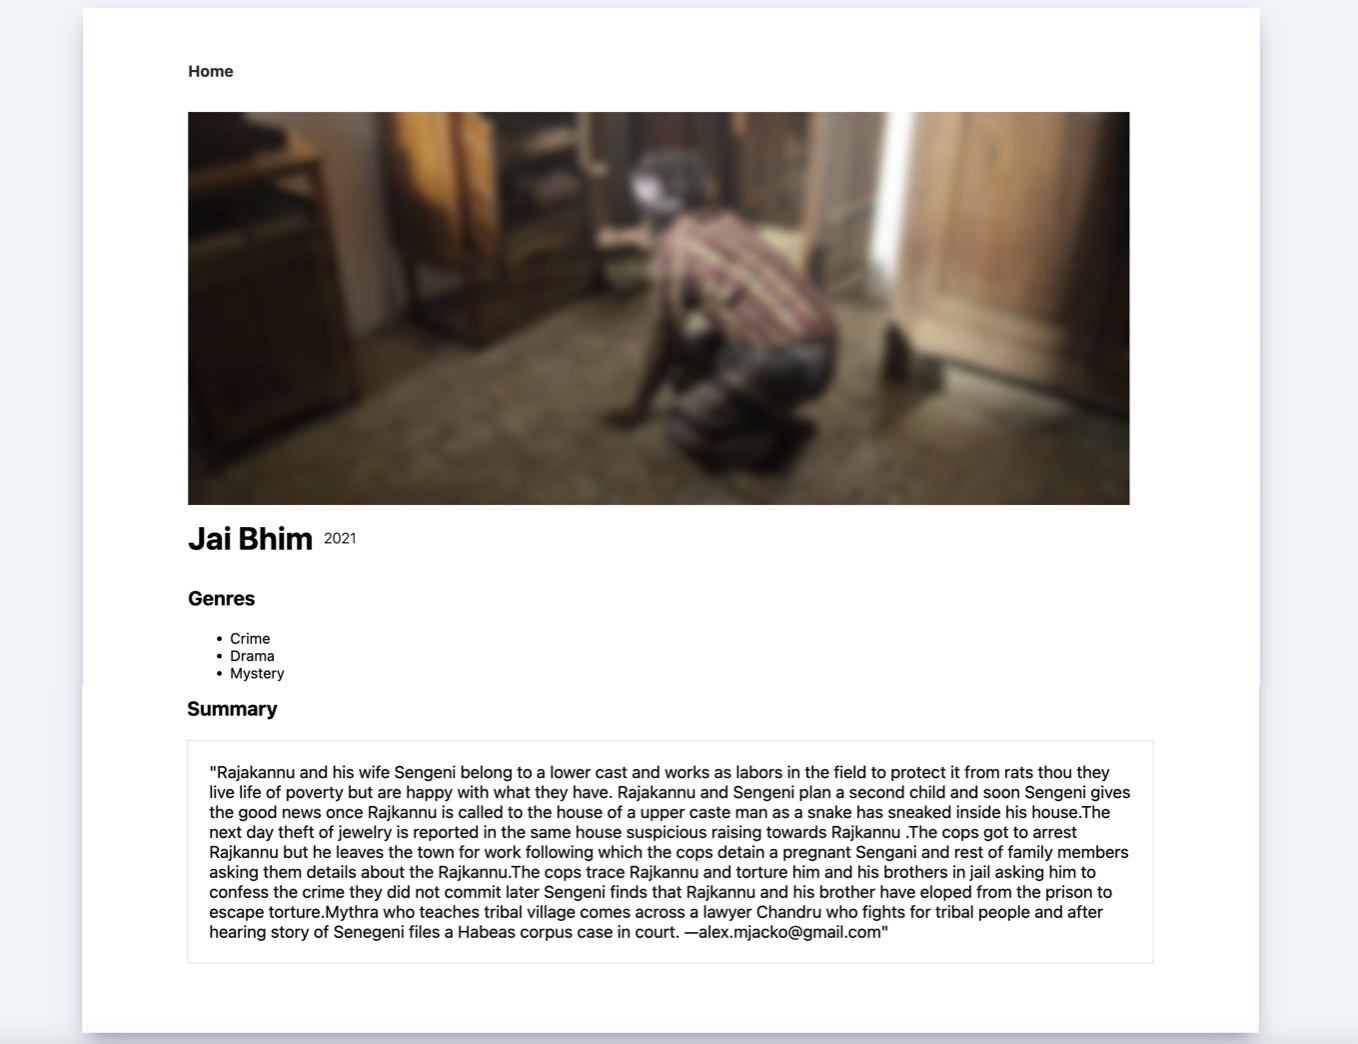 Home
Jai Bhim 2021
Genres
• Crime
• Drama
• Mystery
Summary
"Rajakannu and his wife Sengeni belong to a lower cast and works as labors in the field to protect it from rats thou they
live life of poverty but are happy with what they have. Rajakannu and Sengeni plan a second child and soon Sengeni gives
the good news once Rajkannu is called to the house of a upper caste man as a snake has sneaked inside his house.The
next day theft of jewelry is reported in the same house suspicious raising towards Rajkannu .The cops got to arrest
Rajkannu but he leaves the town for work following which the cops detain a pregnant Sengani and rest of family members
asking them details about the Rajkannu.The cops trace Rajkannu and torture him and his brothers in jail asking him to
confess the crime they did not commit later Sengeni finds that Rajkannu and his brother have eloped from the prison to
escape torture.Mythra who teaches tribal village comes across a lawyer Chandru who fights for tribal people and after
hearing story of Senegeni files a Habeas corpus case in court. —alex.mjacko@gmail.com"